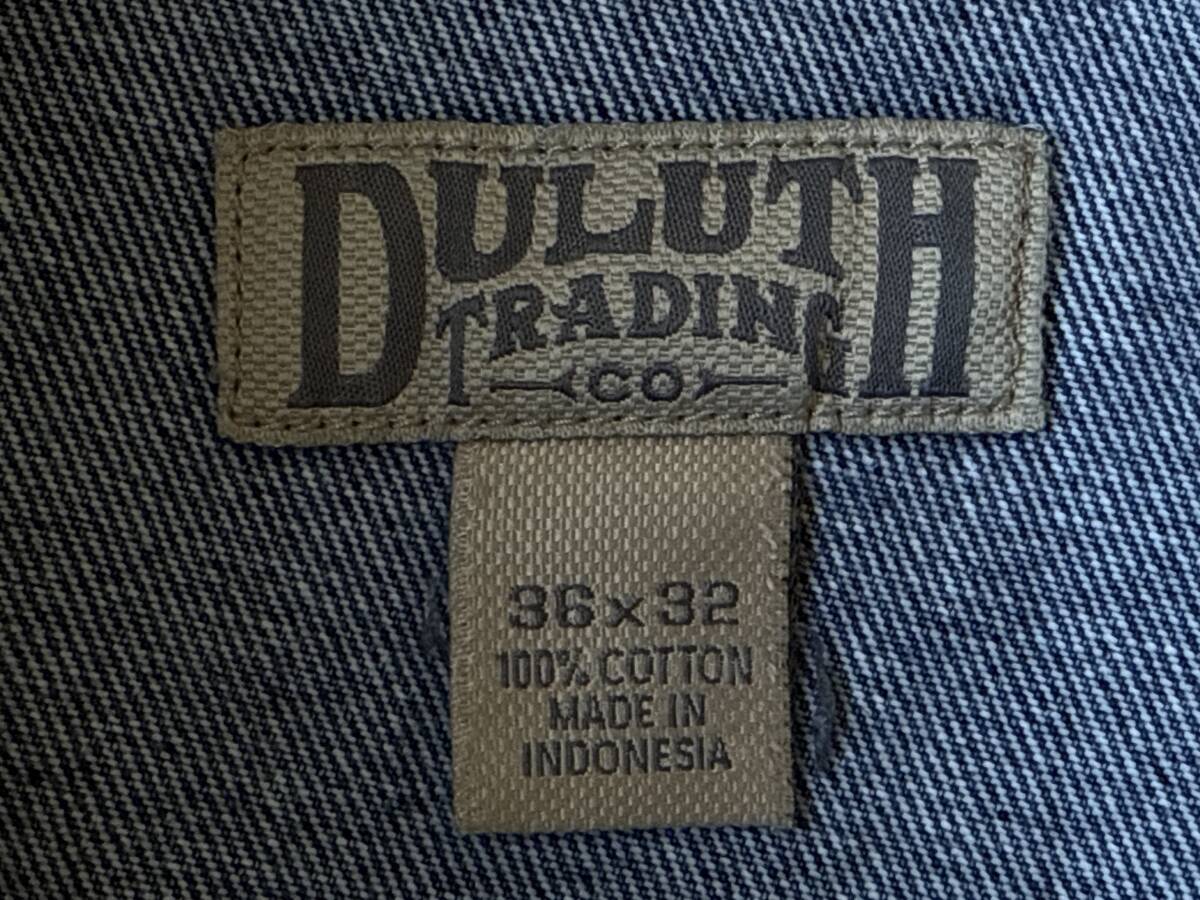 DULUTH
TRADING
CO
36x32
100% COTTON
MADE IN
INDONESIA